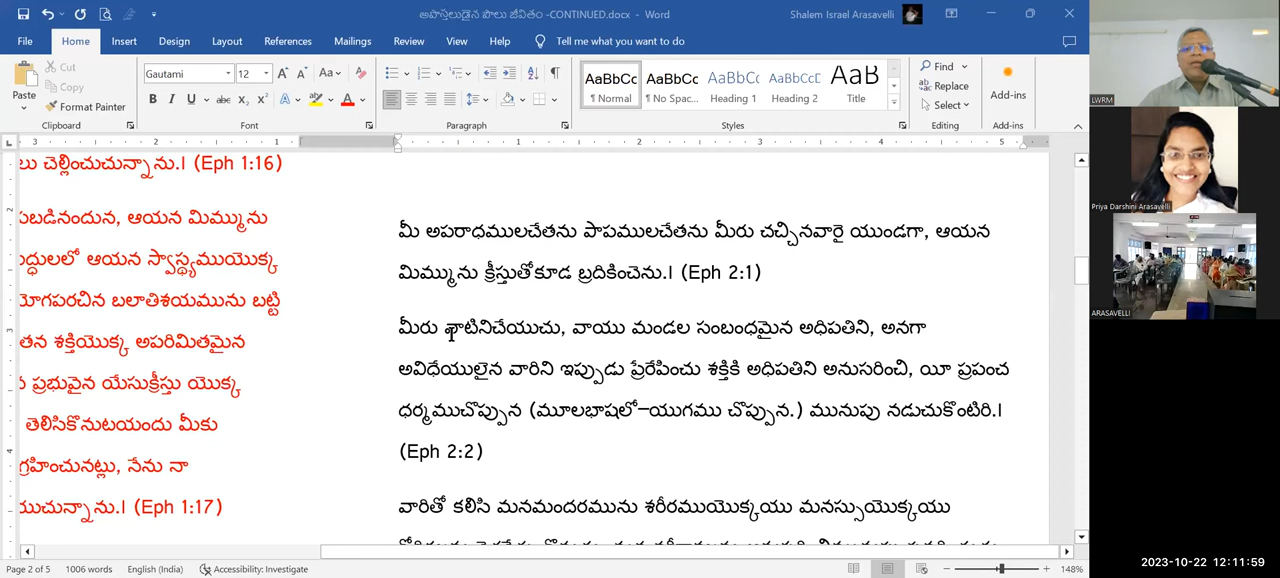 అపొస్తలుడైన పౌలు జీవితం -CONTINUED.docx - Word
Shalem Israel Arasavelli
File Home Insert Design Layout References Mailings Review View Help Tell me what you want to do
Paste
Cut
Copy
Format Painter
Clipboard
Gautami 12
Font
Paragraph
AaBbCc AaBbCc AaBbCc AaBbCcD AaB
¶ Normal ¶ No Spac... Heading 1 Heading 2 Title
Styles
Find
Replace
Select
Editing
Add-ins
Add-ins
లు చెల్లించుచున్నాను.| (Eph 1:16)
బడినందున, ఆయన మిమ్మును
ద్ధులలో ఆయన స్వాస్థ్యముయొక్క
యోగపరచిన బలాతిశయమును బట్టి
తన శక్తియొక్క అపరిమితమైన
ప్రభువైన యేసుక్రీస్తు యొక్క
తెలిసికొనుటయందు మీకు
గ్రహించునట్లు, నేను నా
యుచున్నాను.| (Eph 1:17)
మీ అపరాధములచేతను పాపములచేతను మీరు చచ్చినవారై యుండగా, ఆయన
మిమ్మును క్రీస్తుతోకూడ బ్రదికించెను.| (Eph 2:1)
మీరు వాటినిచేయుచు, వాయు మండల సంబంధమైన అధిపతిని, అనగా
అవిధేయులైన వారిని ఇప్పుడు ప్రేరేపించు శక్తికి అధిపతిని అనుసరించి, యీ ప్రపంచ
ధర్మముచొప్పున (మూలభాషలో–యుగము చొప్పున.) మునుపు నడుచుకొంటిరి.|
(Eph 2:2)
వారితో కలిసి మనమందరమును శరీరముయొక్కయు మనస్సుయొక్కయు
Page 2 of 5 1006 words English (India) Accessibility: Investigate 148%
LWRM
Priya Darshini Arasavelli
ARASAVELLI
2023-10-22 12:11:59